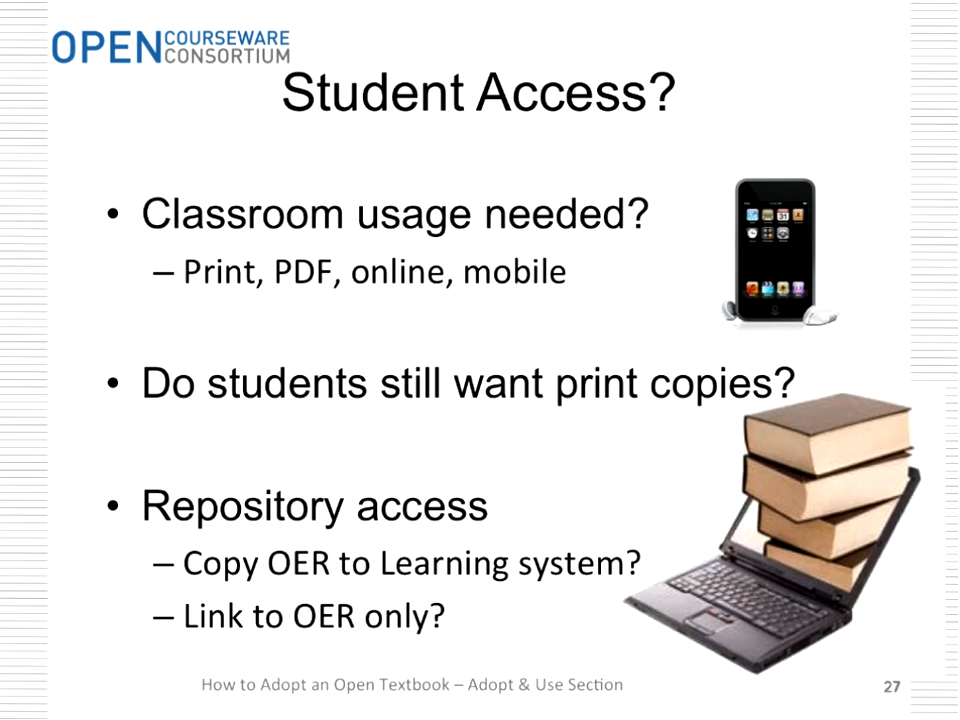 OPEN COURSEWARE
CONSORTIUM
Student Access?
• Classroom usage needed?
– Print, PDF, online, mobile
• Do students still want print copies?
• Repository access
– Copy OER to Learning system?
– Link to OER only?
How to Adopt an Open Textbook – Adopt & Use Section
27